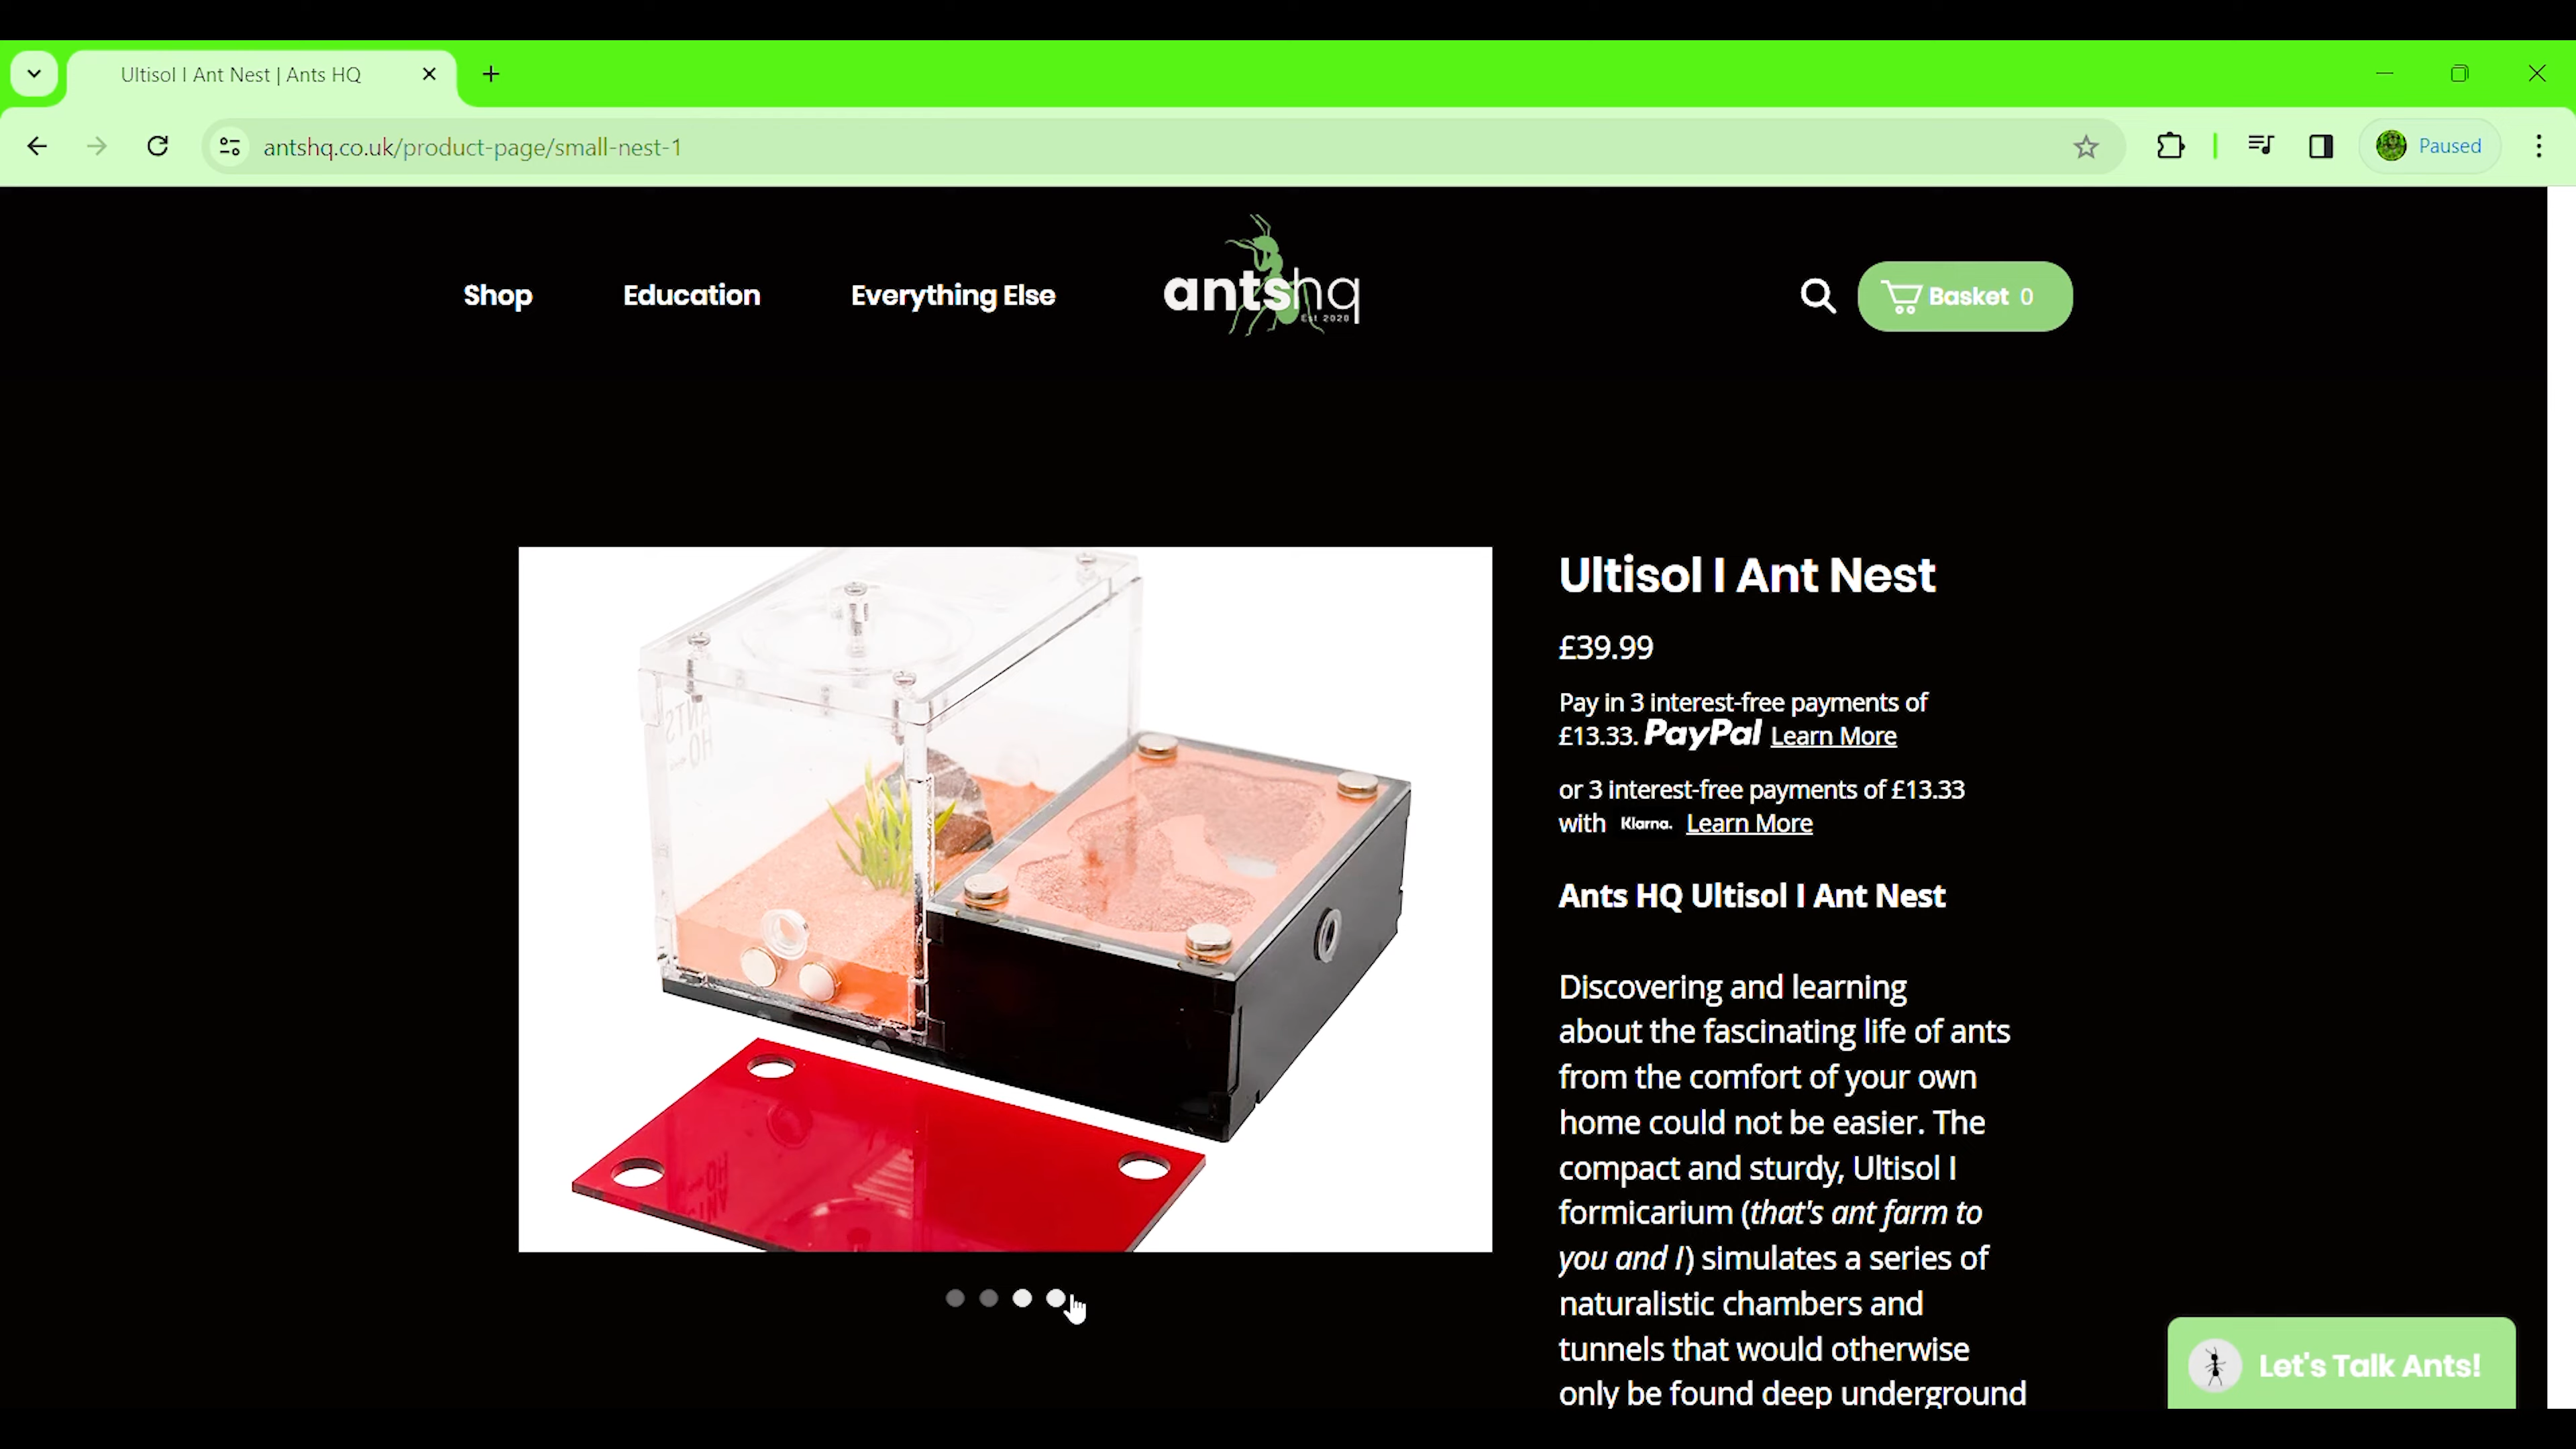 Ultisol I Ant Nest | Ants HQ
antshq.co.uk/product-page/small-nest-1
Paused
Shop
Education
Everything Else
antshq
Est 2020
Basket 0
Ultisol I Ant Nest
£39.99
Pay in 3 interest-free payments of
£13.33. PayPal Learn More
or 3 interest-free payments of £13.33
with Klarna. Learn More
Ants HQ Ultisol I Ant Nest
Discovering and learning
about the fascinating life of ants
from the comfort of your own
home could not be easier. The
compact and sturdy, Ultisol I
formicarium (that's ant farm to
you and I) simulates a series of
naturalistic chambers and
tunnels that would otherwise
only be found deep underground
Let's Talk Ants!
ANTS
HQ